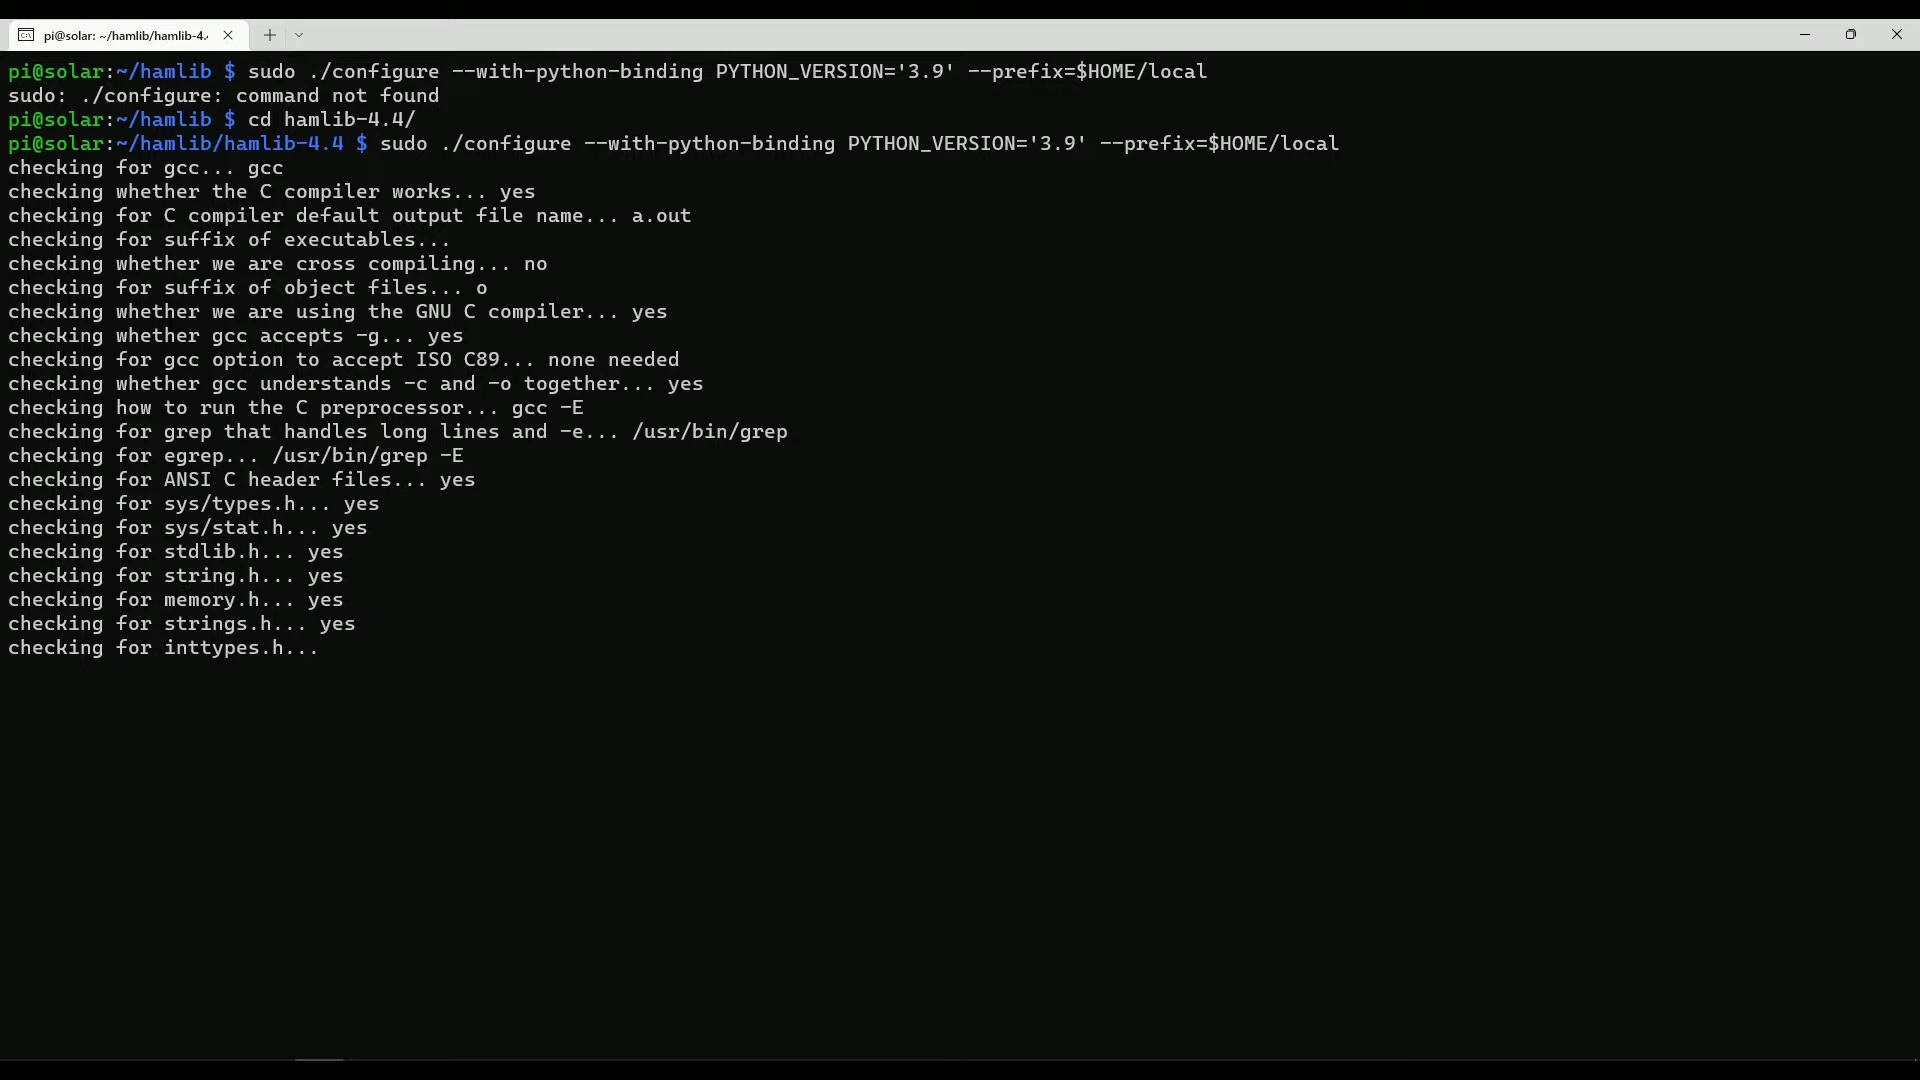 pi@solar: ~/hamlib/hamlib-4.
pi@solar:~/hamlib $ sudo ./configure --with-python-binding PYTHON_VERSION='3.9' --prefix=$HOME/local
sudo: ./configure: command not found
pi@solar:~/hamlib $ cd hamlib-4.4/
pi@solar:~/hamlib/hamlib-4.4 $ sudo ./configure --with-python-binding PYTHON_VERSION='3.9' --prefix=$HOME/local
checking for gcc... gcc
checking whether the C compiler works... yes
checking for C compiler default output file name... a.out
checking for suffix of executables...
checking whether we are cross compiling... no
checking for suffix of object files... o
checking whether we are using the GNU C compiler... yes
checking whether gcc accepts -g... yes
checking for gcc option to accept ISO C89... none needed
checking whether gcc understands -c and -o together... yes
checking how to run the C preprocessor... gcc -E
checking for grep that handles long lines and -e... /usr/bin/grep
checking for egrep... /usr/bin/grep -E
checking for ANSI C header files... yes
checking for sys/types.h... yes
checking for sys/stat.h... yes
checking for stdlib.h... yes
checking for string.h... yes
checking for memory.h... yes
checking for strings.h... yes
checking for inttypes.h...